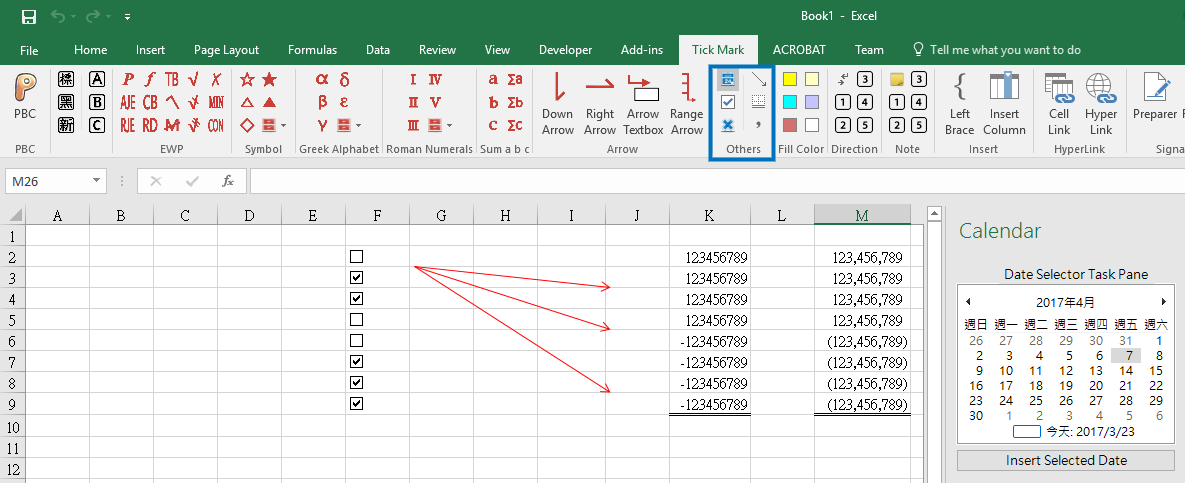 Book1 - Excel
File Home Insert Page Layout Formulas Data Review View Developer Add-ins Tick Mark ACROBAT Team Tell me what you want to do
標 A P f TB √ X α δ I IV a Σa 3 3
黑 B AJE CB MIN β ε II V b Σb 1 4 1 4
新 C RJE RD CON γ III c Σc 2 5 2 5
PBC Down Arrow Right Arrow Arrow Textbox Range Arrow Left Brace Insert Column Cell Link Hyper Link Preparer
PBC EWP Symbol Greek Alphabet Roman Numerals Sum a b c Arrow Others Fill Color Direction Note Insert HyperLink Signa
M26 fx
A B C D E F G H I J K L M
1
2 123456789 123,456,789
3 123456789 123,456,789
4 123456789 123,456,789
5 123456789 123,456,789
6 -123456789 (123,456,789)
7 -123456789 (123,456,789)
8 -123456789 (123,456,789)
9 -123456789 (123,456,789)
10
11
12
Calendar
Date Selector Task Pane
2017年4月
週日 週一 週二 週三 週四 週五 週六
26 27 28 29 30 31 1
2 3 4 5 6 7 8
9 10 11 12 13 14 15
16 17 18 19 20 21 22
23 24 25 26 27 28 29
30 1 2 3 4 5 6
今天: 2017/3/23
Insert Selected Date